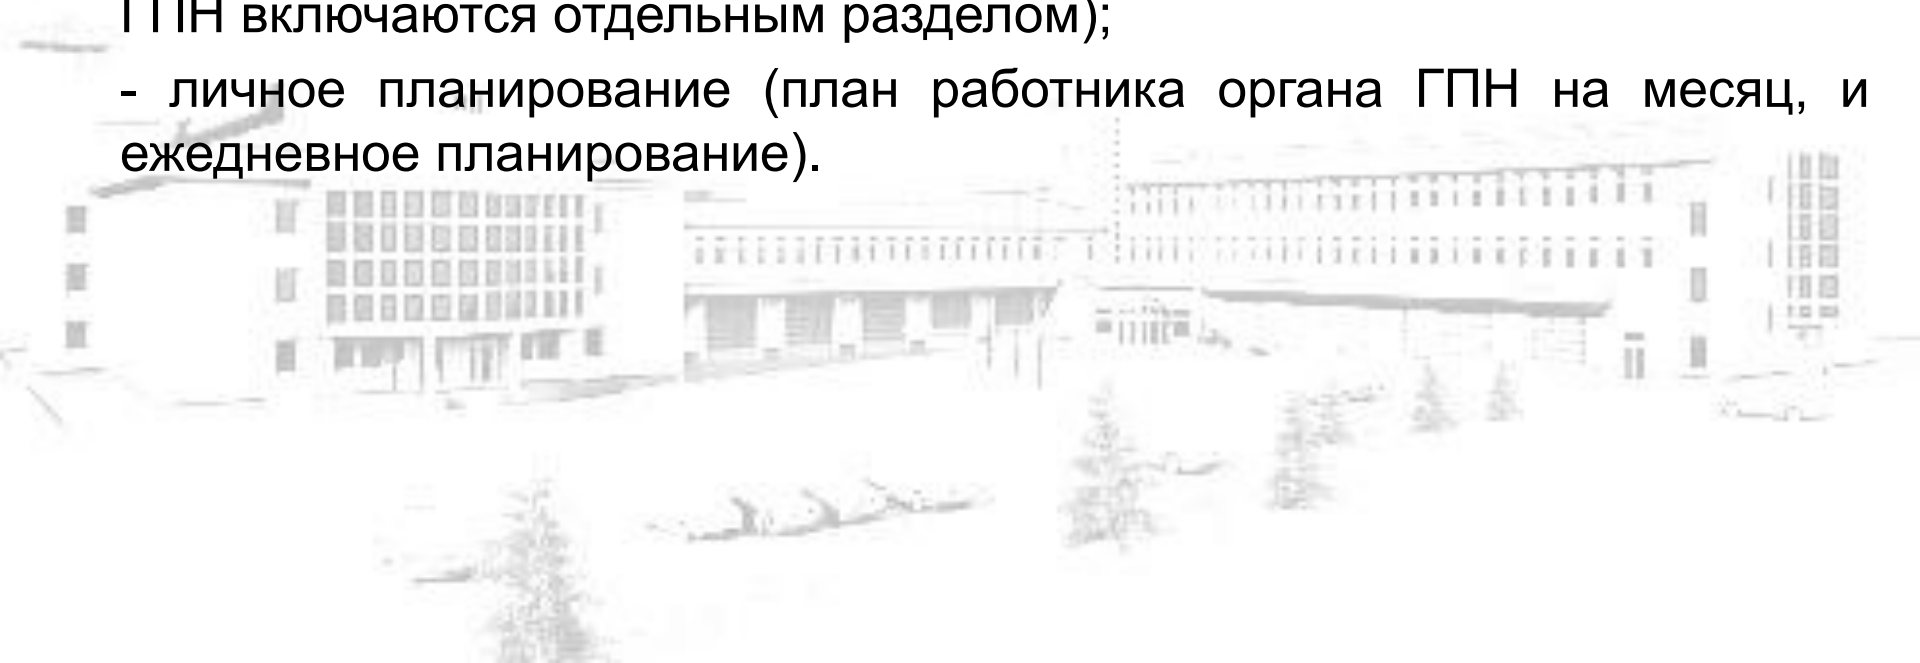 ГПН включаются отдельным разделом);
- личное планирование (план работника органа ГПН на месяц, и
ежедневное планирование).